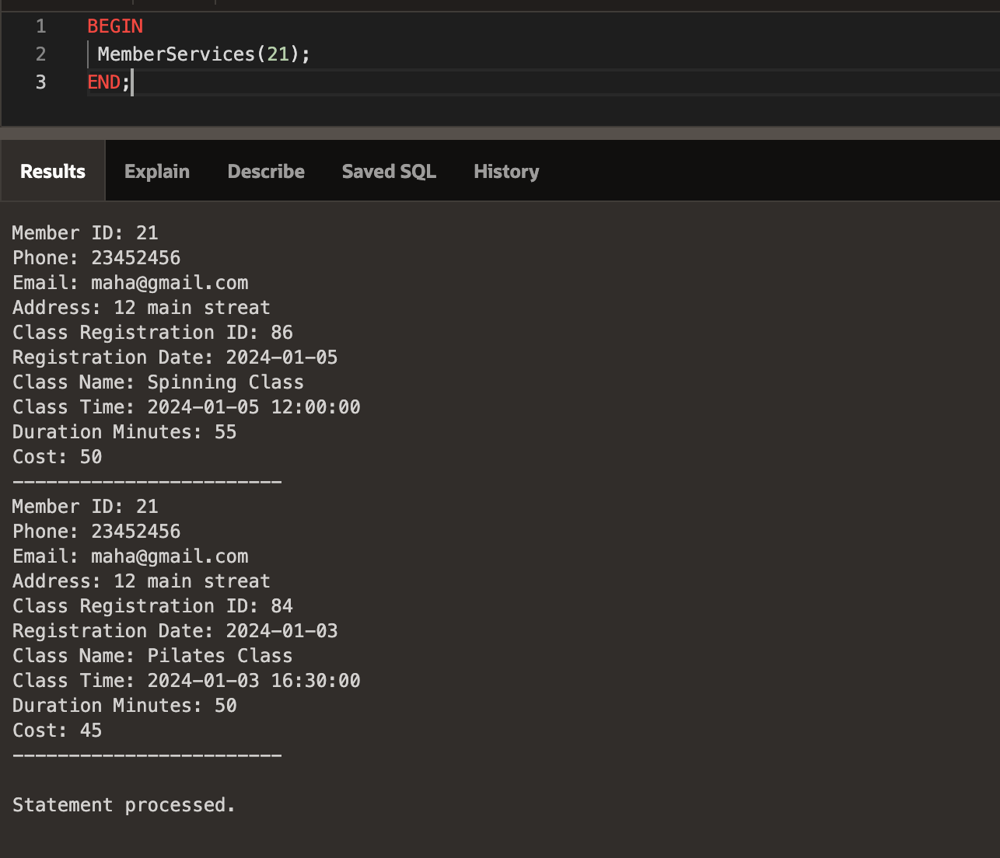 1 BEGIN
2 MemberServices(21);
3 END;
Results Explain Describe Saved SQL History
Member ID: 21
Phone: 23452456
Email: maha@gmail.com
Address: 12 main streat
Class Registration ID: 86
Registration Date: 2024-01-05
Class Name: Spinning Class
Class Time: 2024-01-05 12:00:00
Duration Minutes: 55
Cost: 50
------------------------
Member ID: 21
Phone: 23452456
Email: maha@gmail.com
Address: 12 main streat
Class Registration ID: 84
Registration Date: 2024-01-03
Class Name: Pilates Class
Class Time: 2024-01-03 16:30:00
Duration Minutes: 50
Cost: 45
------------------------
Statement processed.